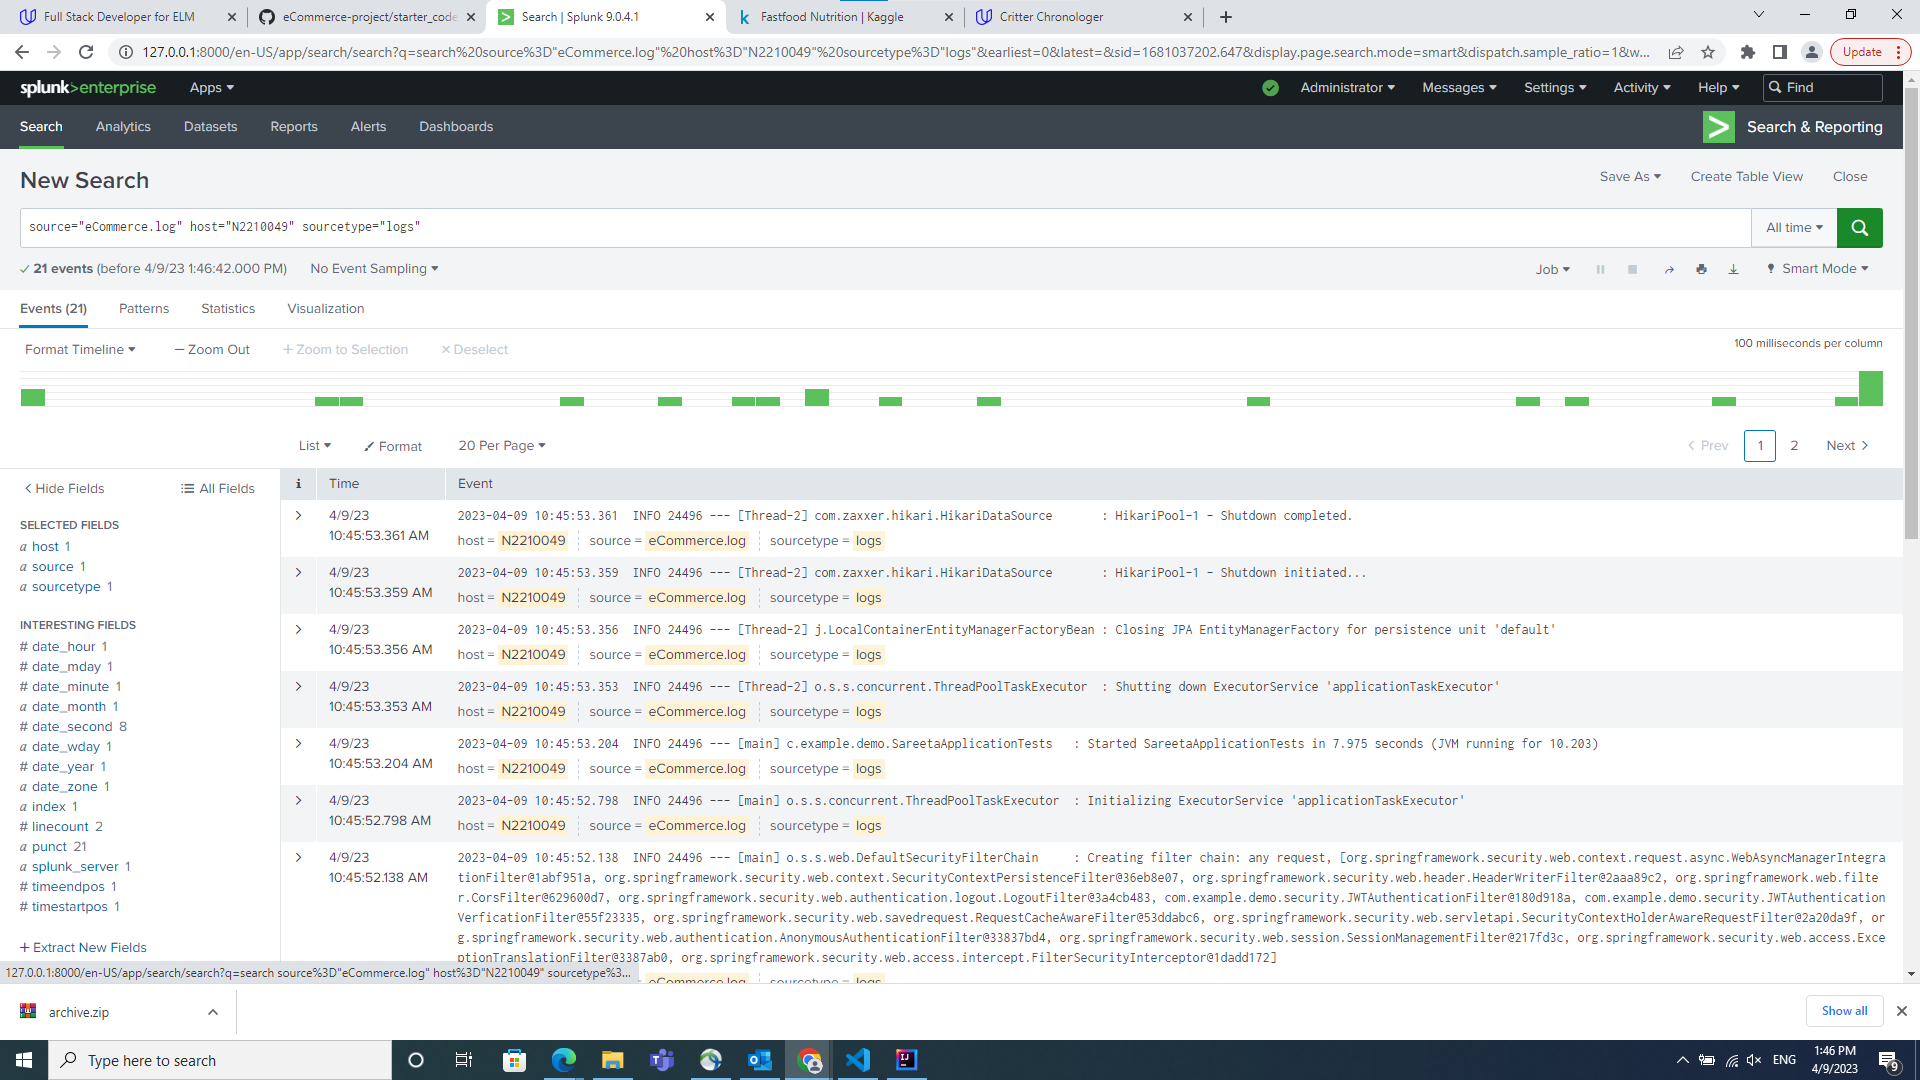 Full Stack Developer for ELM
eCommerce-project/starter_code
Search | Splunk 9.0.4.1
Fastfood Nutrition | Kaggle
Critter Chronologer
127.0.0.1:8000/en-US/app/search/search?q=search%20source%3D"eCommerce.log"%20host%3D"N2210049"%20sourcetype%3D"logs"&earliest=0&latest=&sid=1681037202.647&display.page.search.mode=smart&dispatch.sample_ratio=1&w...
Update
splunk>enterprise Apps
Administrator Messages Settings Activity Help Find
Search Analytics Datasets Reports Alerts Dashboards
Search & Reporting
New Search
Save As Create Table View Close
source="eCommerce.log" host="N2210049" sourcetype="logs"
All time
21 events (before 4/9/23 1:46:42.000 PM) No Event Sampling
Job Smart Mode
Events (21) Patterns Statistics Visualization
Format Timeline — Zoom Out + Zoom to Selection × Deselect
100 milliseconds per column
List Format 20 Per Page
< Prev 1 2 Next >
< Hide Fields All Fields
SELECTED FIELDS
a host 1
a source 1
a sourcetype 1
INTERESTING FIELDS
# date_hour 1
# date_mday 1
# date_minute 1
a date_month 1
# date_second 8
a date_wday 1
# date_year 1
a date_zone 1
a index 1
# linecount 2
a punct 21
a splunk_server 1
# timeendpos 1
# timestartpos 1
+ Extract New Fields
i Time Event
4/9/23
10:45:53.361 AM
2023-04-09 10:45:53.361 INFO 24496 --- [Thread-2] com.zaxxer.hikari.HikariDataSource : HikariPool-1 - Shutdown completed.
host = N2210049 source = eCommerce.log sourcetype = logs
4/9/23
10:45:53.359 AM
2023-04-09 10:45:53.359 INFO 24496 --- [Thread-2] com.zaxxer.hikari.HikariDataSource : HikariPool-1 - Shutdown initiated...
host = N2210049 source = eCommerce.log sourcetype = logs
4/9/23
10:45:53.356 AM
2023-04-09 10:45:53.356 INFO 24496 --- [Thread-2] j.LocalContainerEntityManagerFactoryBean : Closing JPA EntityManagerFactory for persistence unit 'default'
host = N2210049 source = eCommerce.log sourcetype = logs
4/9/23
10:45:53.353 AM
2023-04-09 10:45:53.353 INFO 24496 --- [Thread-2] o.s.s.concurrent.ThreadPoolTaskExecutor : Shutting down ExecutorService 'applicationTaskExecutor'
host = N2210049 source = eCommerce.log sourcetype = logs
4/9/23
10:45:53.204 AM
2023-04-09 10:45:53.204 INFO 24496 --- [main] c.example.demo.SareetaApplicationTests : Started SareetaApplicationTests in 7.975 seconds (JVM running for 10.203)
host = N2210049 source = eCommerce.log sourcetype = logs
4/9/23
10:45:52.798 AM
2023-04-09 10:45:52.798 INFO 24496 --- [main] o.s.s.concurrent.ThreadPoolTaskExecutor : Initializing ExecutorService 'applicationTaskExecutor'
host = N2210049 source = eCommerce.log sourcetype = logs
4/9/23
10:45:52.138 AM
2023-04-09 10:45:52.138 INFO 24496 --- [main] o.s.s.web.DefaultSecurityFilterChain : Creating filter chain: any request, [org.springframework.security.web.context.request.async.WebAsyncManagerIntegra
tionFilter@1abf951a, org.springframework.security.web.context.SecurityContextPersistenceFilter@36eb8e07, org.springframework.security.web.header.HeaderWriterFilter@2aaa89c2, org.springframework.web.filte
r.CorsFilter@629600d7, org.springframework.security.web.authentication.logout.LogoutFilter@3a4cb483, com.example.demo.security.JWTAuthenticationFilter@180d918a, com.example.demo.security.JWTAuthentication
VerficationFilter@55f23335, org.springframework.security.web.savedrequest.RequestCacheAwareFilter@53ddabc6, org.springframework.security.web.servletapi.SecurityContextHolderAwareRequestFilter@2a20da9f, or
g.springframework.security.web.authentication.AnonymousAuthenticationFilter@33837bd4, org.springframework.security.web.session.SessionManagementFilter@217fd3c, org.springframework.security.web.access.Exce
ptionTranslationFilter@3387ab0, org.springframework.security.web.access.intercept.FilterSecurityInterceptor@1dadd172]
eCommerce.log sourcetype = logs
127.0.0.1:8000/en-US/app/search/search?q=search source%3D"eCommerce.log" host%3D"N2210049" sourcetype%3...
archive.zip
Show all
Type here to search
ENG
1:46 PM
4/9/2023
9